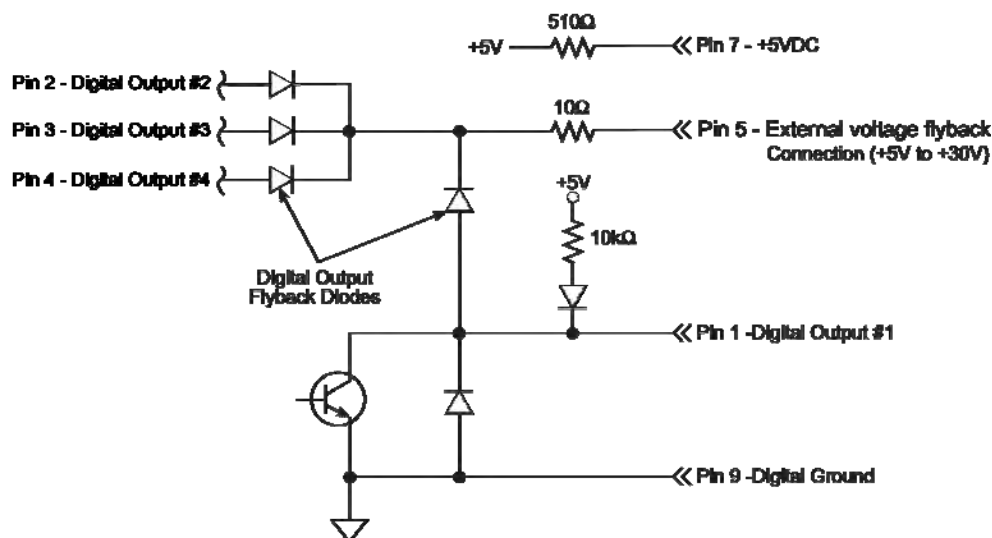 510Ω
+5V
Pin 7 - +5VDC
Pin 2 - Digital Output #2
10Ω
Pin 3 - Digital Output #3
Pin 5 - External voltage flyback
Connection (+5V to +30V)
Pin 4 - Digital Output #4
+5V
10kΩ
Digital Output
Flyback Diodes
Pin 1 -Digital Output #1
Pin 9 -Digital Ground